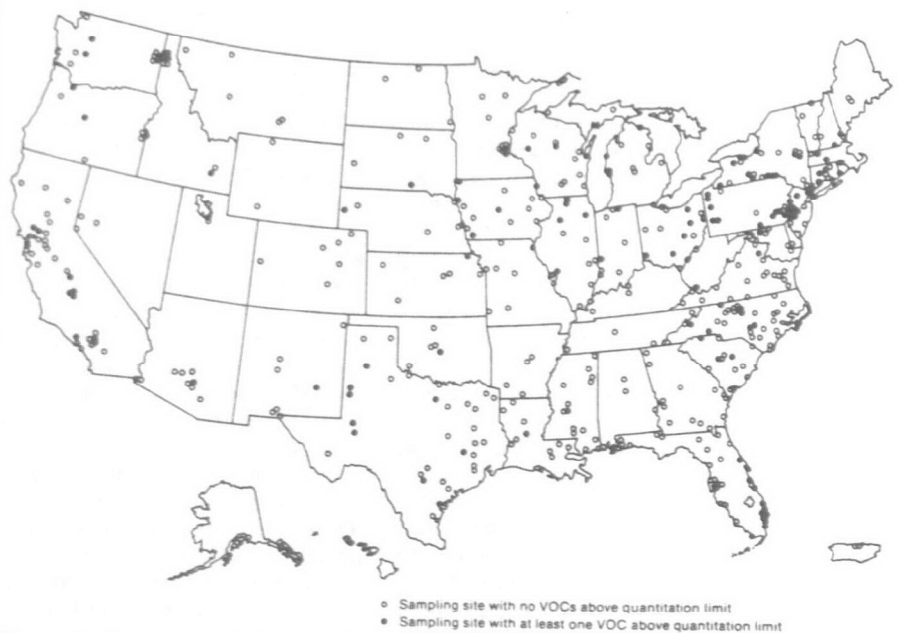 Sampling site with no VOCs above quantitation limit
Sampling site with at least one VOC above quantitation limit